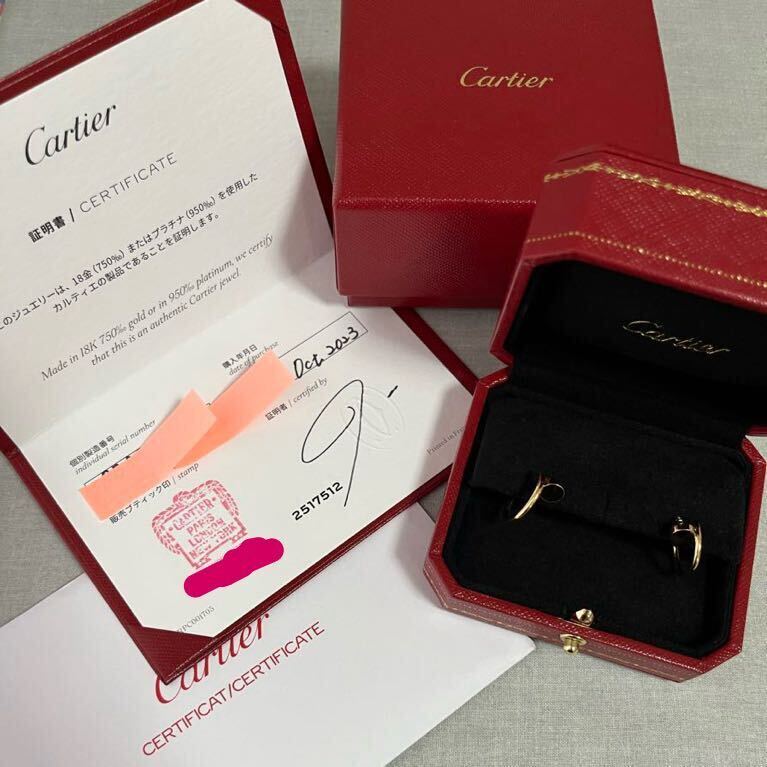 Cartier
証明書 | CERTIFICATE
このジュエリーは、18金 (750‰) またはプラチナ (950‰) を使用した
カルティエの製品であることを証明します。
Made in 18K 750‰ gold or in 950‰ platinum, we certify
that this is an authentic Cartier jewel.
購入年月日
date of purchase
Oct, 2023
個別製造番号
individual serial number
証明者 / certified by
販売ブティック印 / stamp
CARTIER
PARIS
LONDON
NEW YORK
2517512
Printed in
PC001705
Cartier
CERTIFICAT/CERTIFICATE
Cartier
Cartier